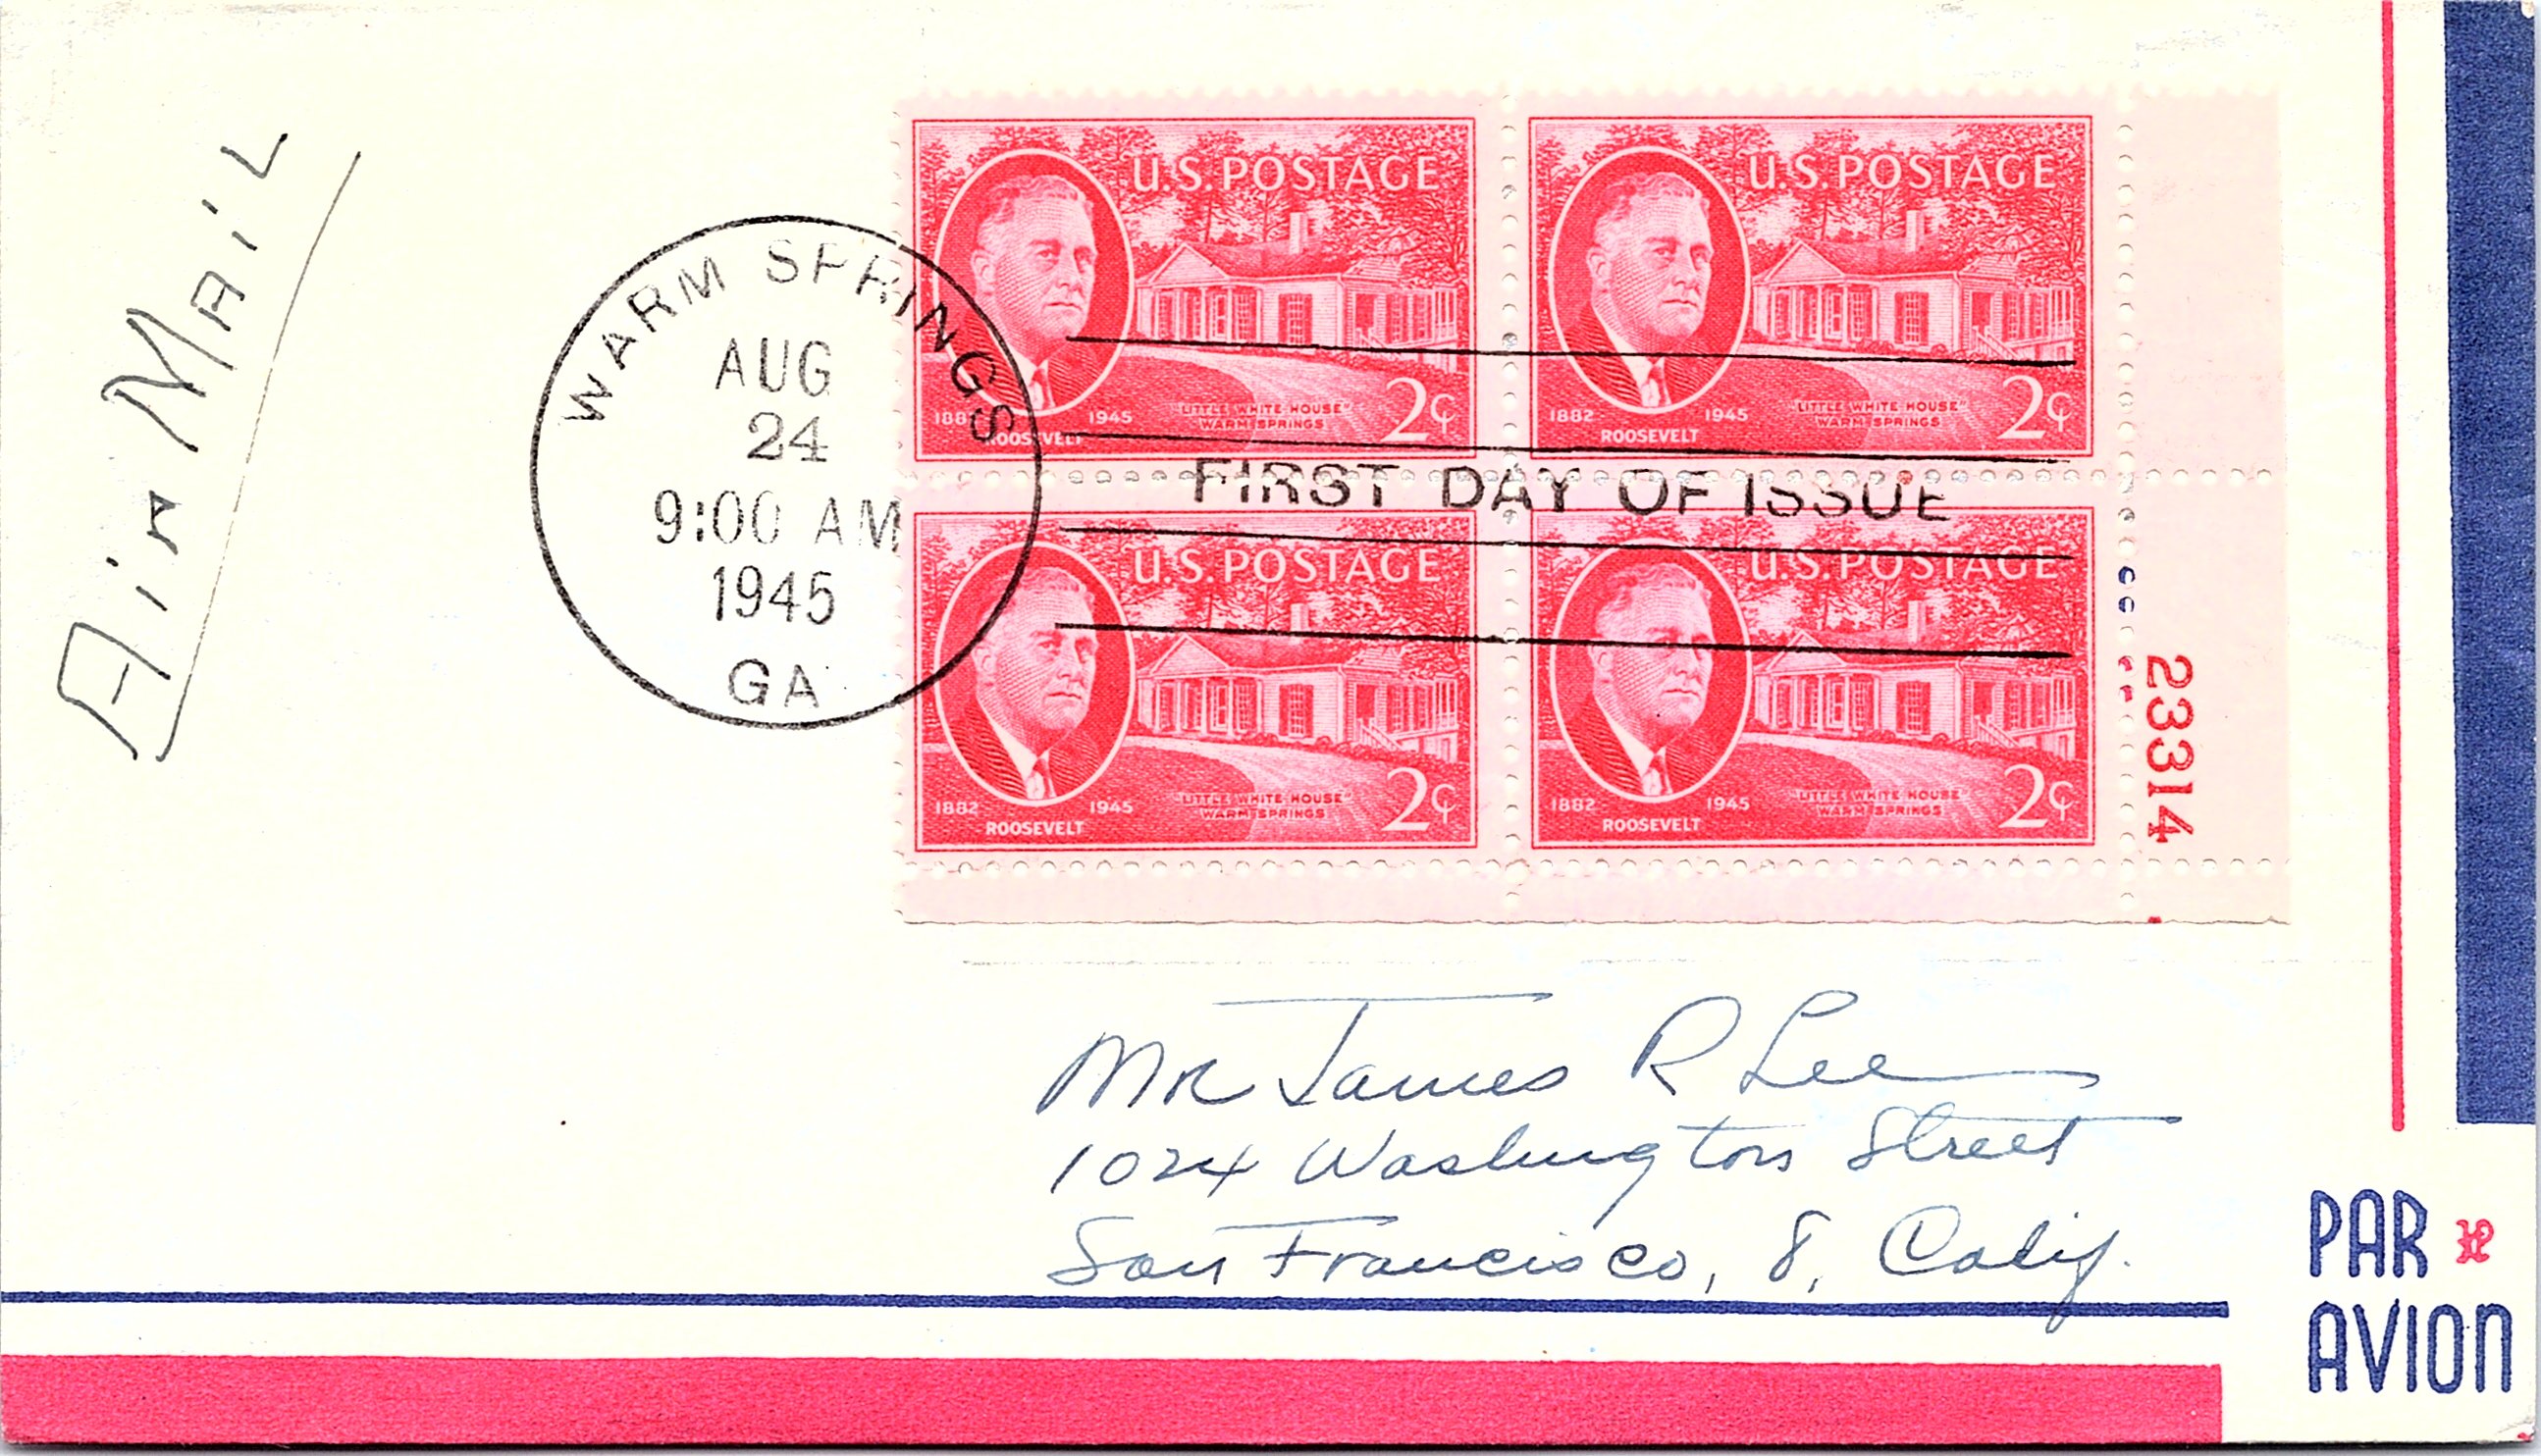 Air Mail
WARM SPRINGS
AUG
24
9:00 AM
1945
GA
U.S. POSTAGE
1882 1945
ROOSEVELT
"LITTLE WHITE HOUSE"
WARM SPRINGS
2¢
U.S. POSTAGE
1882 1945
ROOSEVELT
"LITTLE WHITE HOUSE"
WARM SPRINGS
2¢
FIRST DAY OF ISSUE
U.S. POSTAGE
1882 1945
ROOSEVELT
"LITTLE WHITE HOUSE"
WARM SPRINGS
2¢
U.S. POSTAGE
1882 1945
ROOSEVELT
"LITTLE WHITE HOUSE"
WARM SPRINGS
2¢
23314
Mr James R Lee
1024 Washington Street
San Francisco, 8, Calif.
PAR
AVION